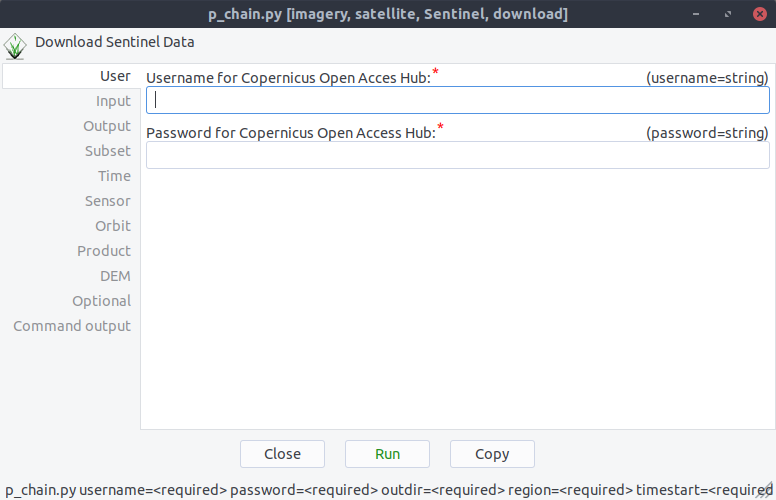 p_chain.py [imagery, satellite, Sentinel, download]
Download Sentinel Data
User
Username for Copernicus Open Acces Hub:* (username=string)
Input
Output
Password for Copernicus Open Access Hub:* (password=string)
Subset
Time
Sensor
Orbit
Product
DEM
Optional
Command output
Close Run Copy
p_chain.py username=<required> password=<required> outdir=<required> region=<required> timestart=<required